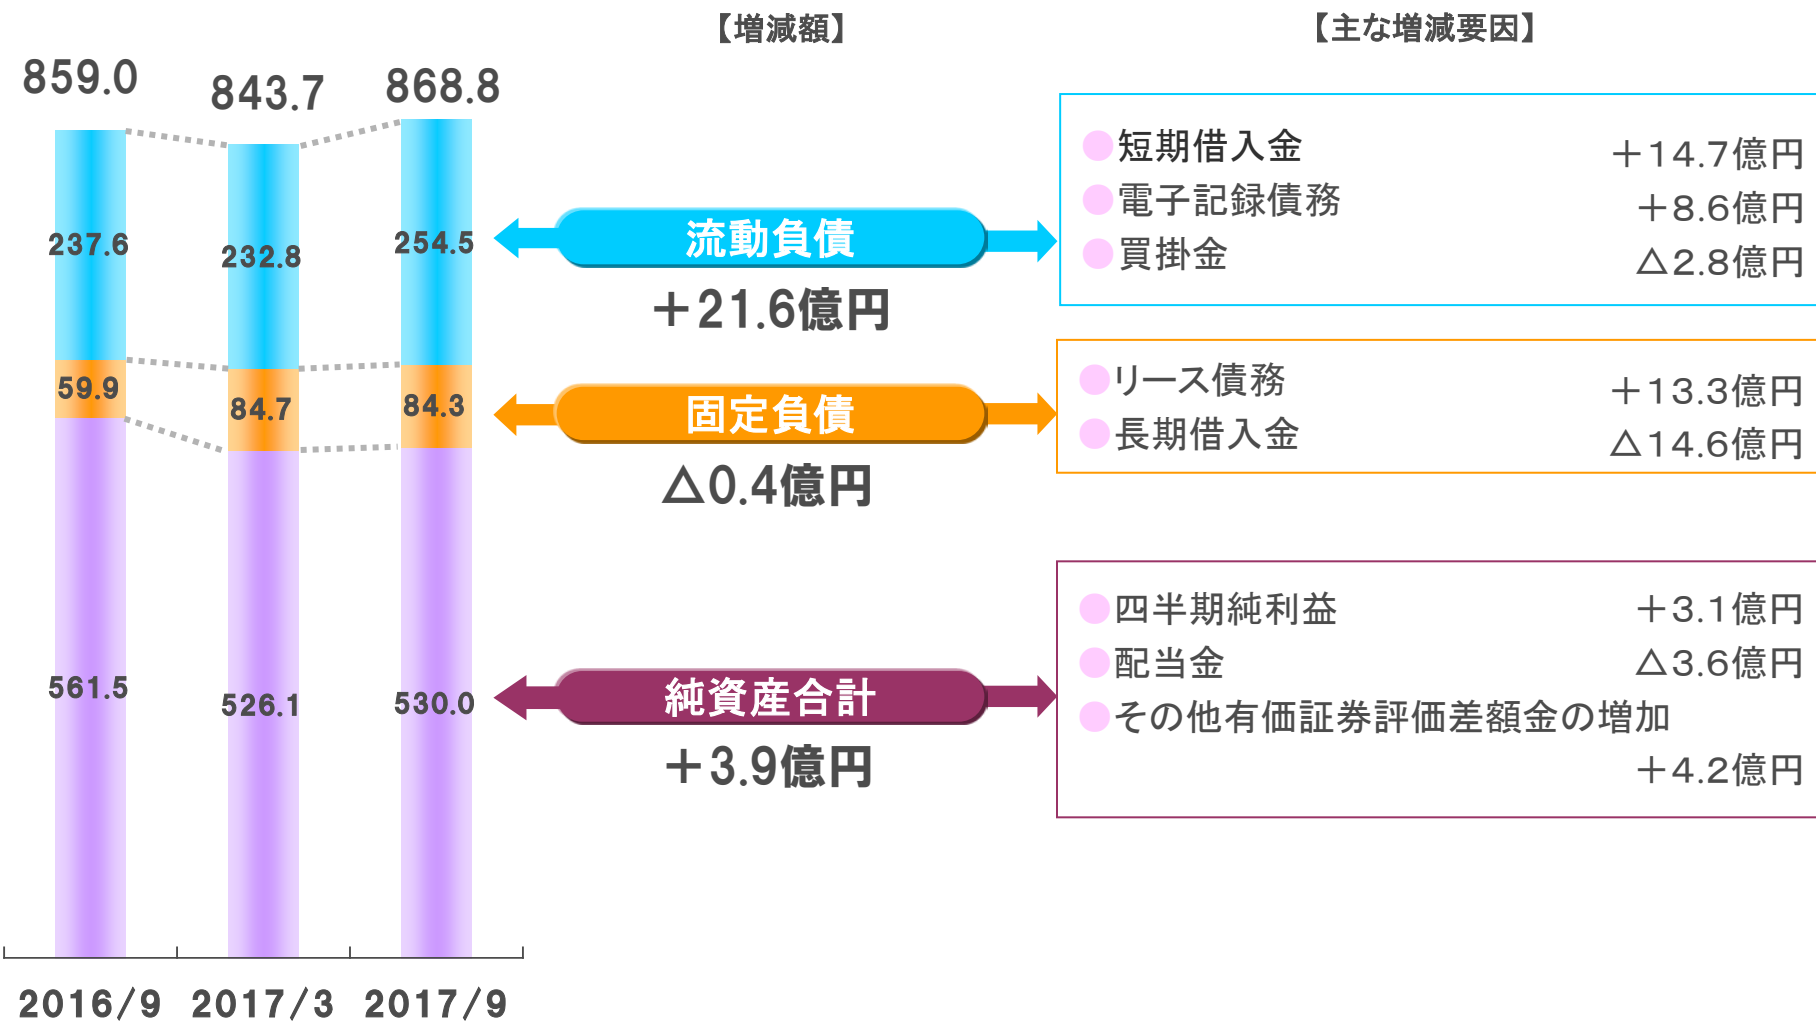 【増減額】
【主な増減要因】
859.0
843.7
868.8
237.6
232.8
254.5
59.9
84.7
84.3
561.5
526.1
530.0
2016/9
2017/3
2017/9
流動負債
＋21.6億円
固定負債
△0.4億円
純資産合計
＋3.9億円
●短期借入金 ＋14.7億円
●電子記録債務 ＋8.6億円
●買掛金 △2.8億円
●リース債務 ＋13.3億円
●長期借入金 △14.6億円
●四半期純利益 ＋3.1億円
●配当金 △3.6億円
●その他有価証券評価差額金の増加
＋4.2億円